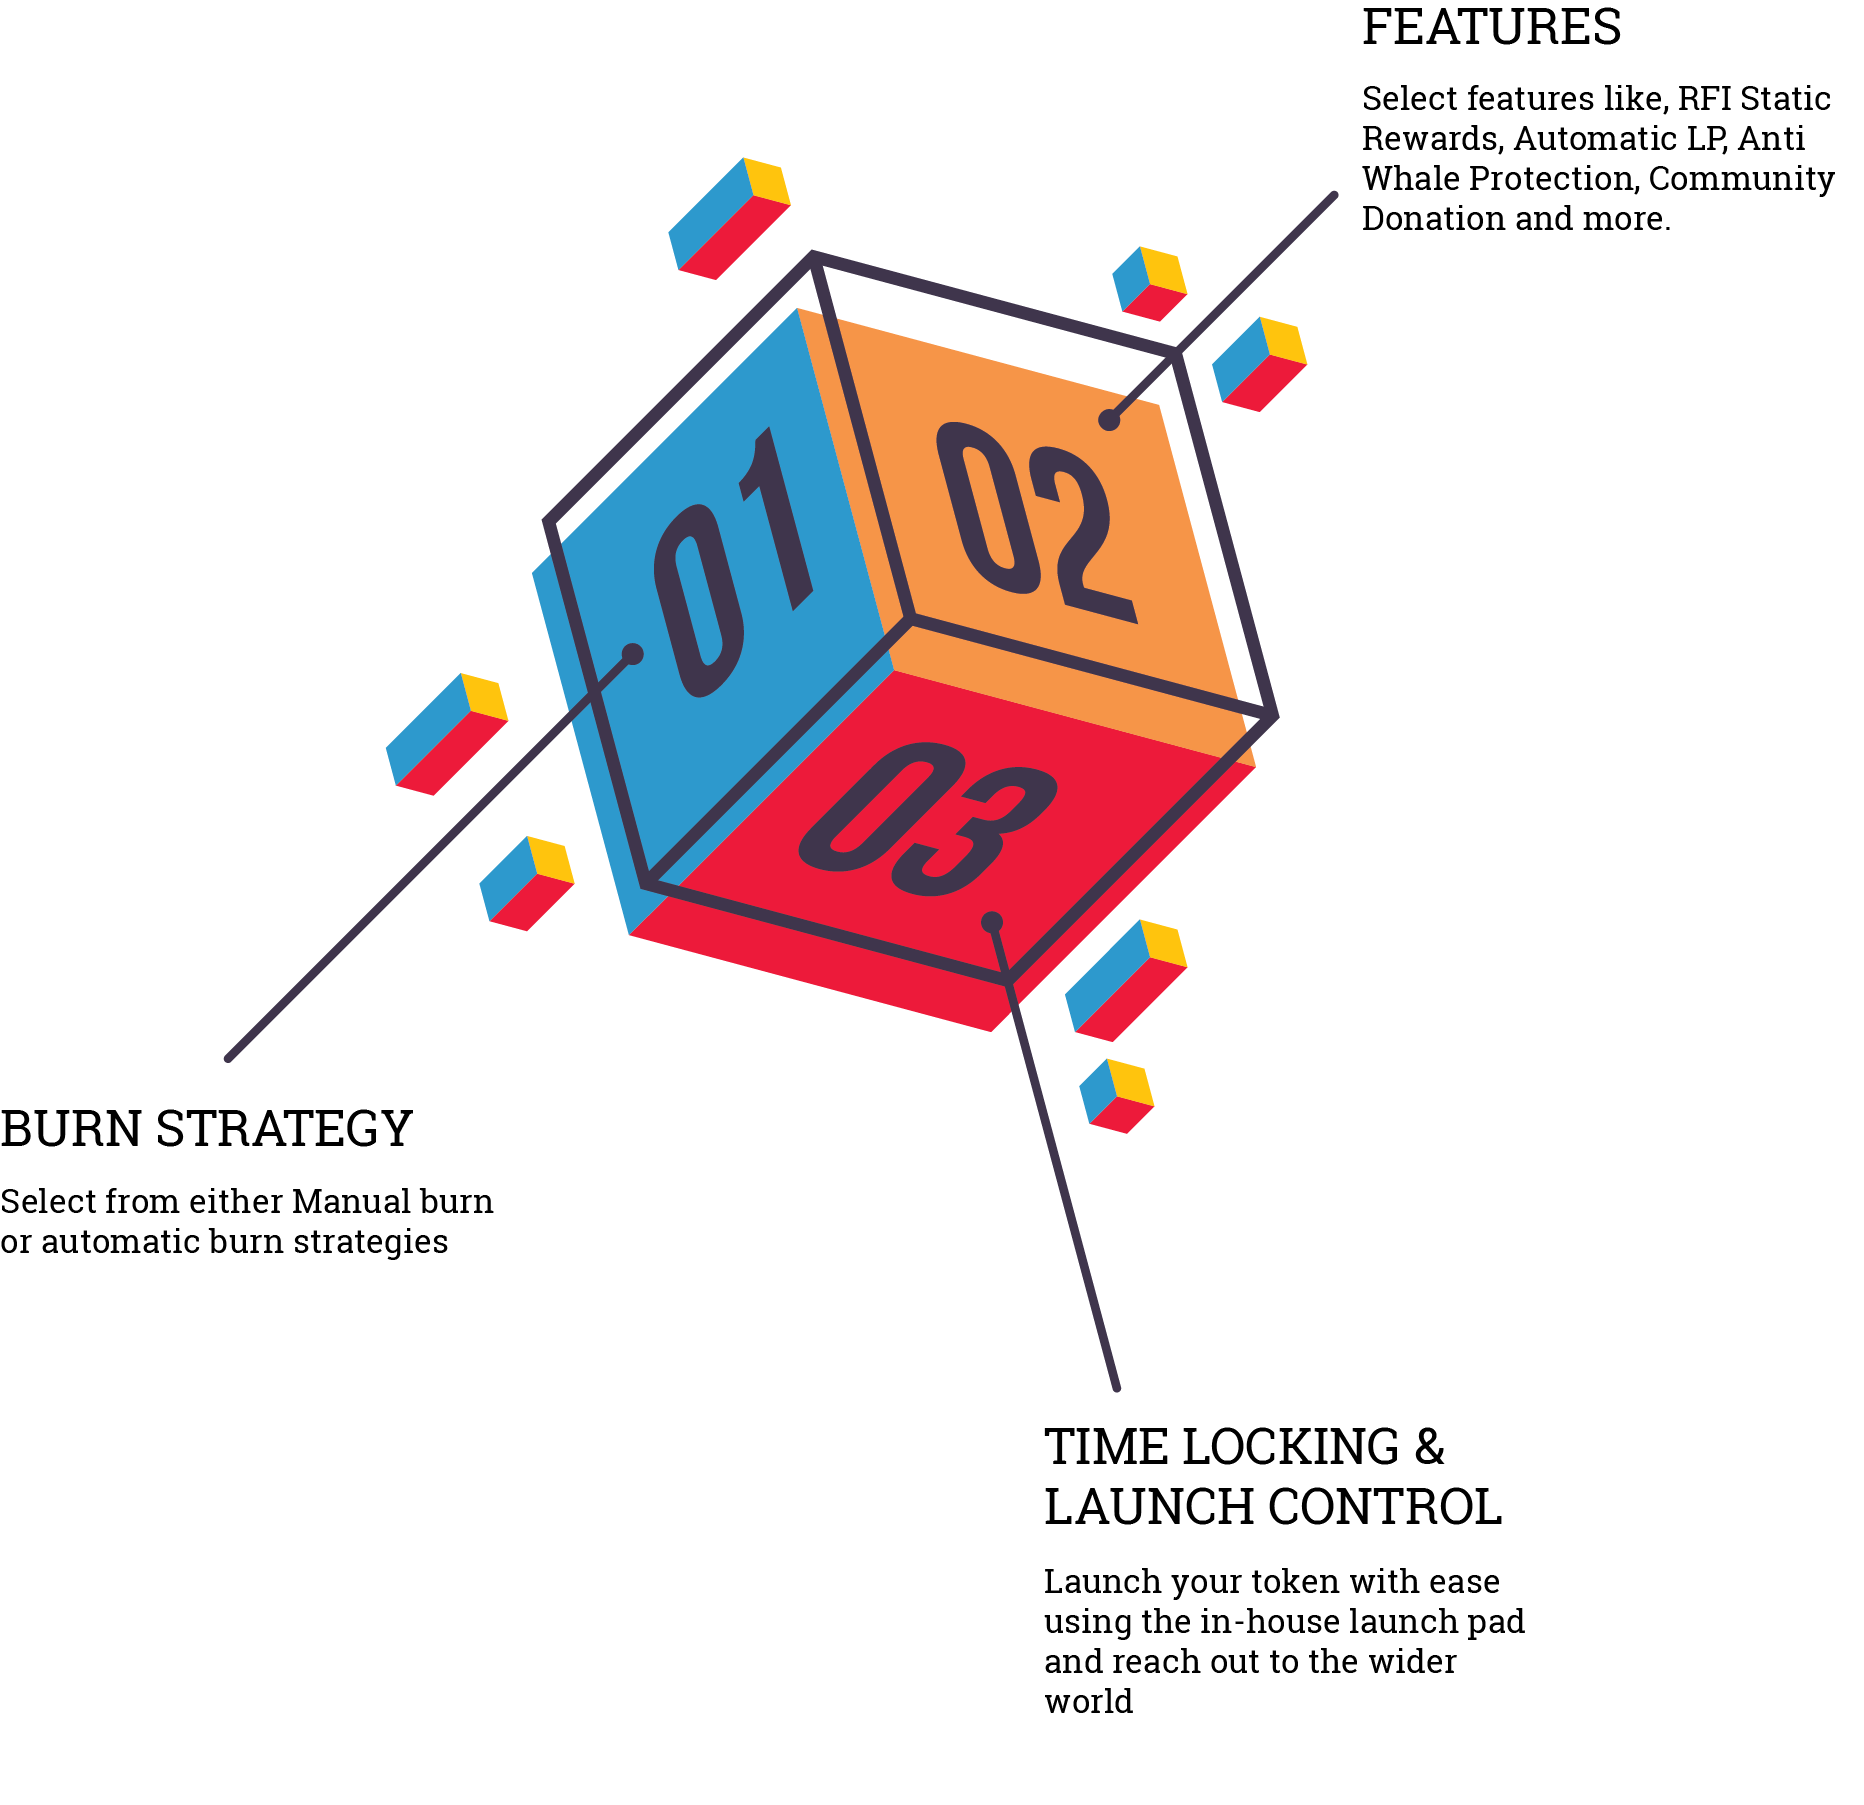 FEATURES
Select features like, RFI Static
Rewards, Automatic LP, Anti
Whale Protection, Community
Donation and more.
01
02
03
BURN STRATEGY
Select from either Manual burn
or automatic burn strategies
TIME LOCKING &
LAUNCH CONTROL
Launch your token with ease
using the in-house launch pad
and reach out to the wider
world